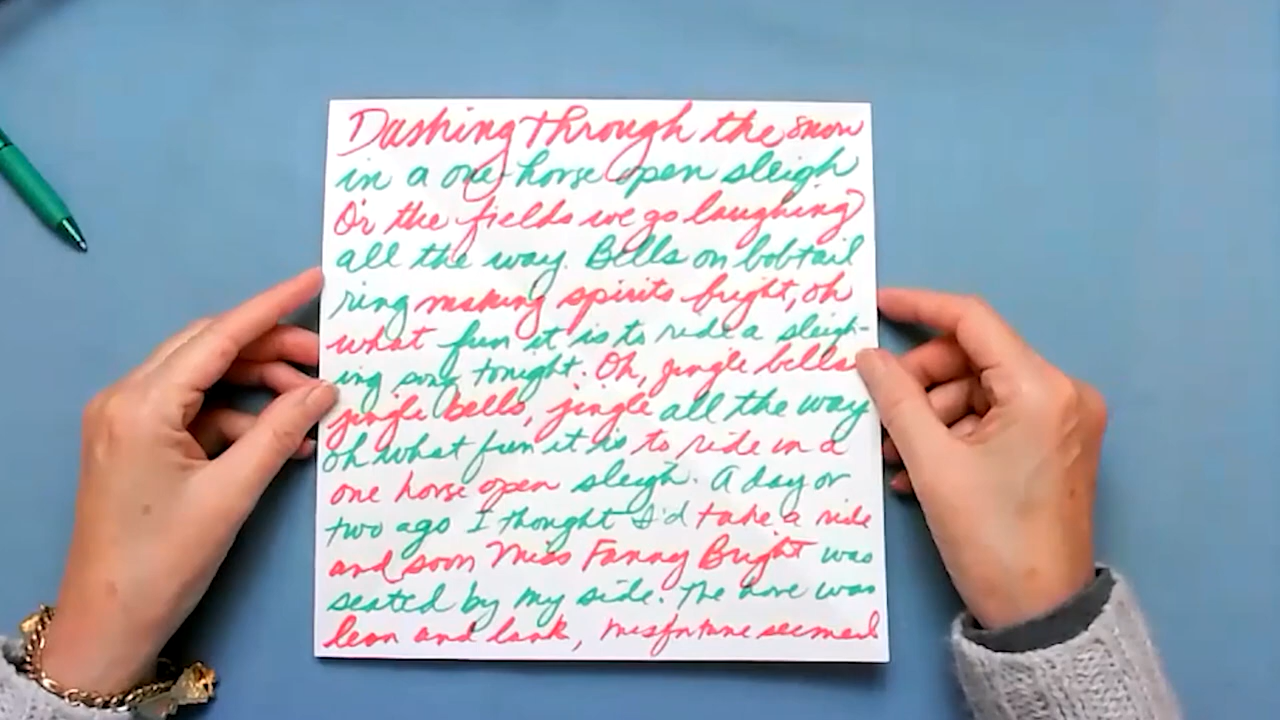 Dashing through the snow
in a one horse open sleigh
O'r the fields we go laughing
all the way. Bells on bobtail
ring making spirits bright, oh
what fun it is to ride a sleigh-
ing song tonight. Oh, jingle bells
jingle bells, jingle all the way
oh what fun it is to ride in a
one horse open sleigh. A day or
two ago I thought I'd take a ride
and soon Miss Fanny Bright was
seated by my side. The hore was
lean and lank, misfortune seemed